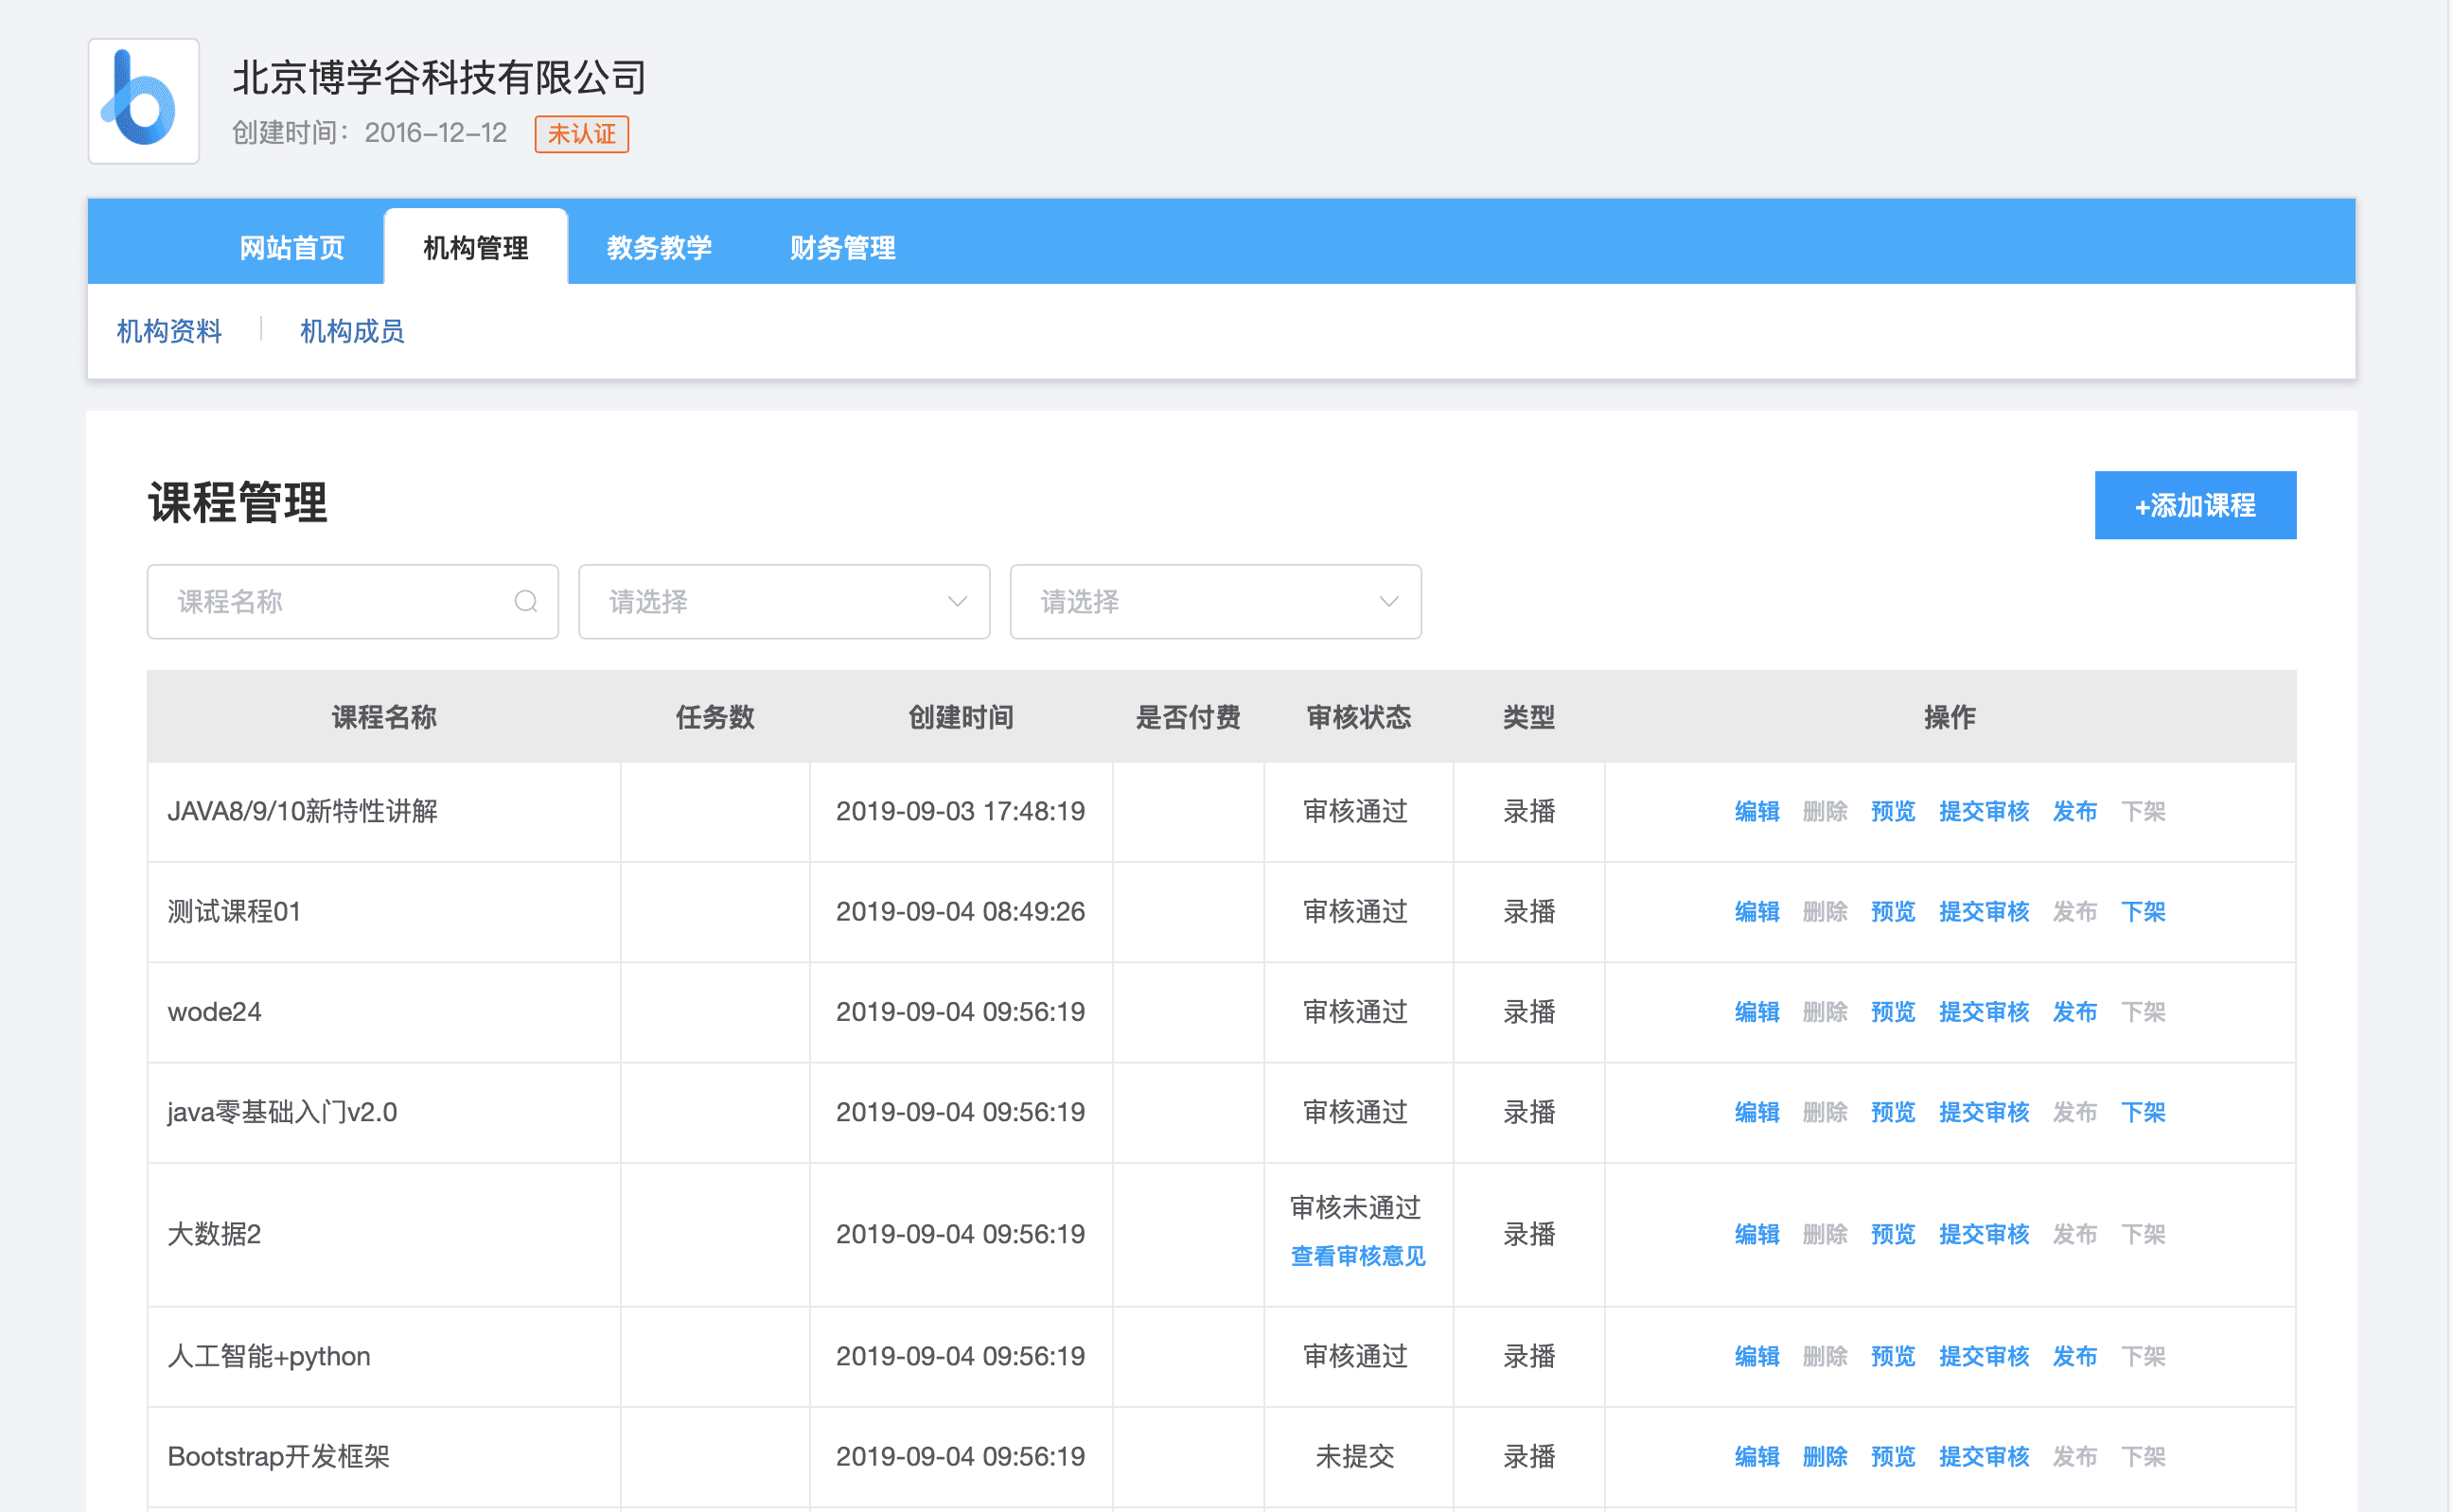 北京博学谷科技有限公司
创建时间：2016-12-12 未认证
网站首页 机构管理 教务教学 财务管理
机构资料 机构成员
课程管理 +添加课程
课程名称 请选择 请选择
课程名称 任务数 创建时间 是否付费 审核状态 类型 操作
JAVA8/9/10新特性讲解 2019-09-03 17:48:19 审核通过 录播 编辑 删除 预览 提交审核 发布 下架
测试课程01 2019-09-04 08:49:26 审核通过 录播 编辑 删除 预览 提交审核 发布 下架
wode24 2019-09-04 09:56:19 审核通过 录播 编辑 删除 预览 提交审核 发布 下架
java零基础入门v2.0 2019-09-04 09:56:19 审核通过 录播 编辑 删除 预览 提交审核 发布 下架
大数据2 2019-09-04 09:56:19 审核未通过 录播 编辑 删除 预览 提交审核 发布 下架
查看审核意见
人工智能+python 2019-09-04 09:56:19 审核通过 录播 编辑 删除 预览 提交审核 发布 下架
Bootstrap开发框架 2019-09-04 09:56:19 未提交 录播 编辑 删除 预览 提交审核 发布 下架